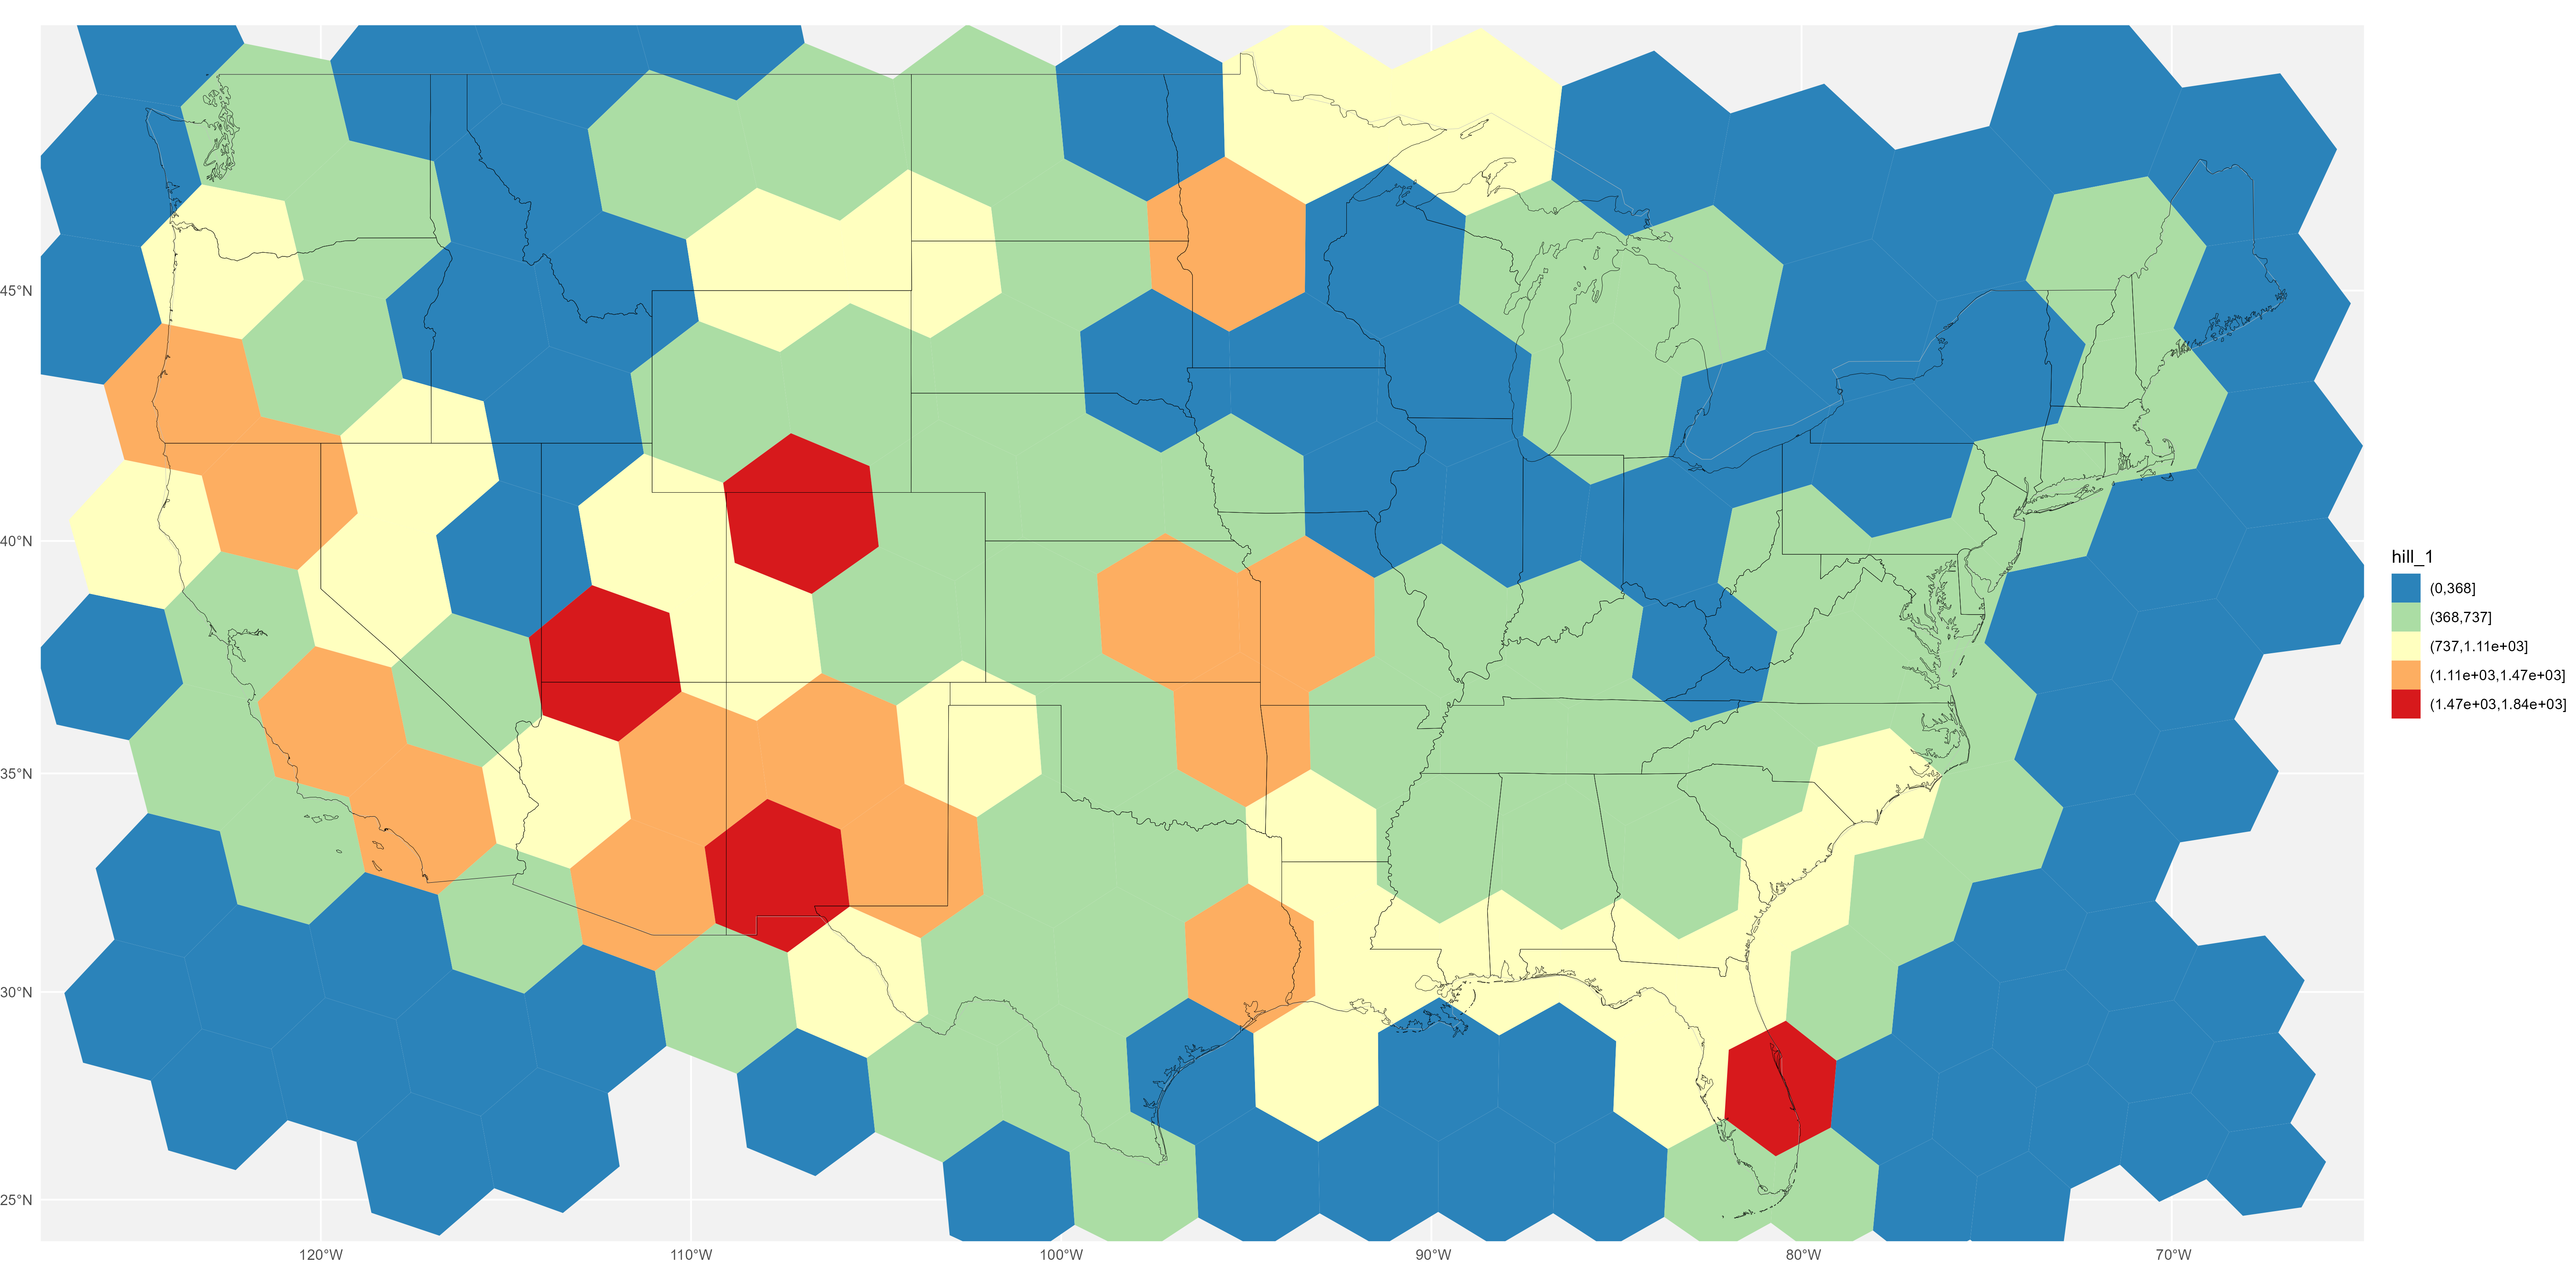 45°N
40°N
35°N
30°N
25°N
120°W
110°W
100°W
90°W
80°W
70°W
hill_1
(0,368]
(368,737]
(737,1.11e+03]
(1.11e+03,1.47e+03]
(1.47e+03,1.84e+03]